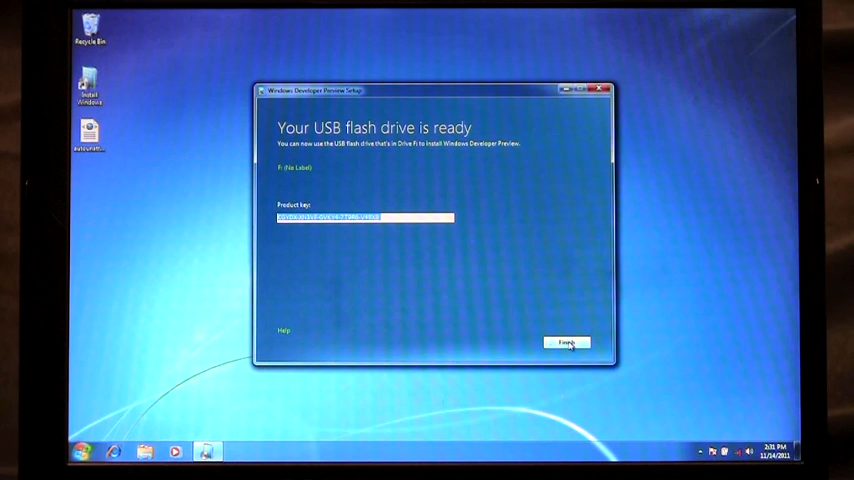 Recycle Bin
Windows Developer Preview Setup
Install
Windows
Your USB flash drive is ready
You can now use the USB flash drive that's in Drive F: to install Windows Developer Preview.
F: (No Label)
Product key:
Help
Finish
2:31 PM
11/14/2011